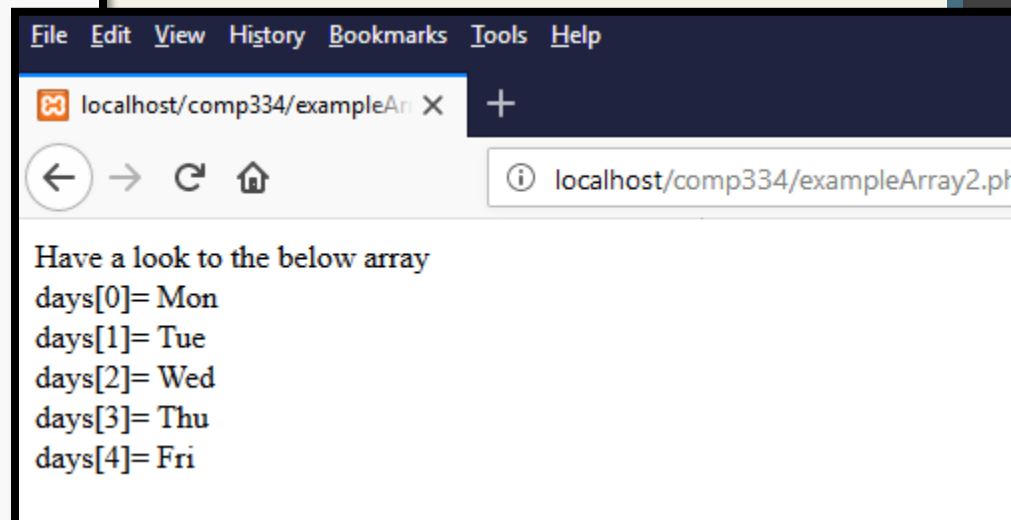 File Edit View History Bookmarks Tools Help
localhost/comp334/exampleAr
localhost/comp334/exampleArray2.ph
Have a look to the below array
days[0]= Mon
days[1]= Tue
days[2]= Wed
days[3]= Thu
days[4]= Fri